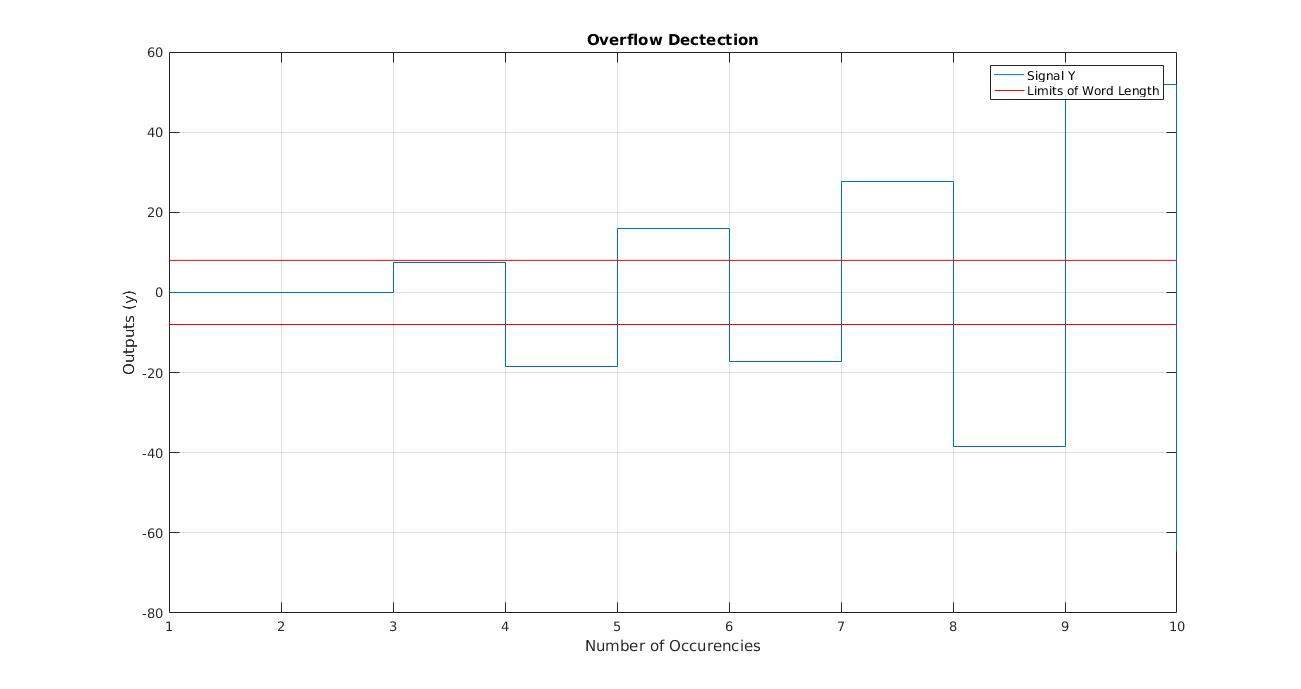 Overflow Dectection
60
Signal Y
Limits of Word Length
40
20
0
-20
-40
-60
-80
Outputs (y)
1 2 3 4 5 6 7 8 9 10
Number of Occurencies